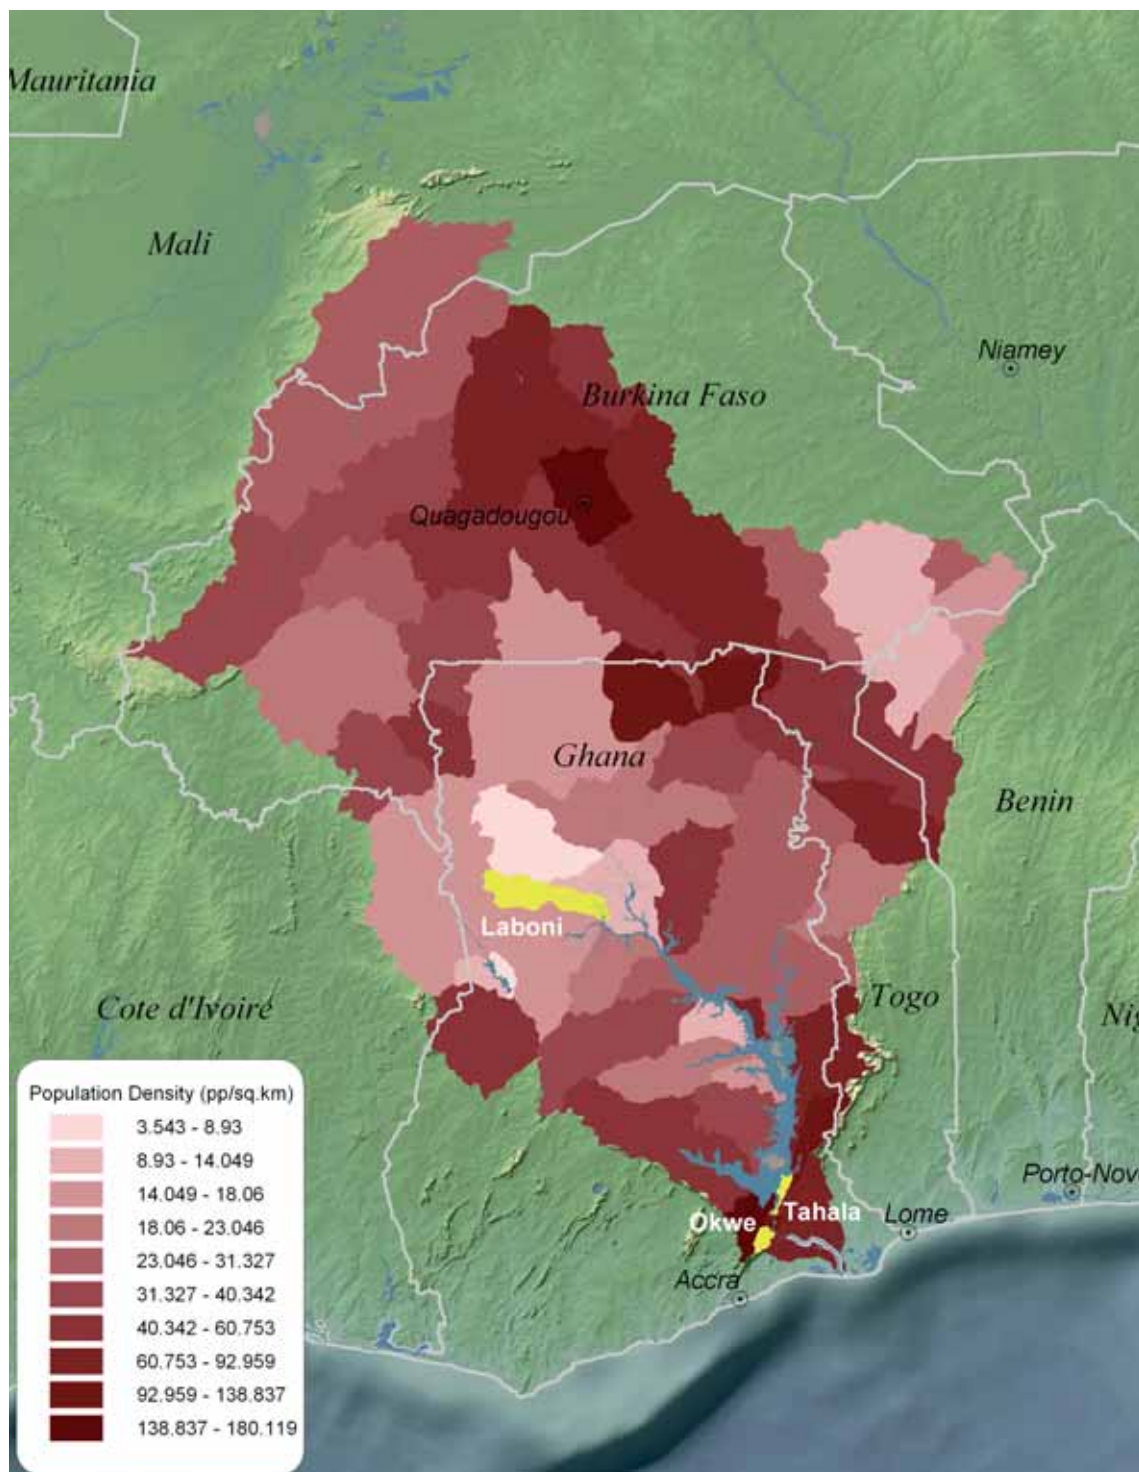 Mauritania
Mali
Niamey
Burkina Faso
Quagadougou
Ghana
Benin
Laboni
Cote d'Ivoire
Togo
Nig
Population Density (pp/sq.km)
3.543 - 8.93
8.93 - 14.049
14.049 - 18.06
18.06 - 23.046
23.046 - 31.327
31.327 - 40.342
40.342 - 60.753
60.753 - 92.959
92.959 - 138.837
138.837 - 180.119
Porto-Nov
Okwe
Tahala
Lome
Accra